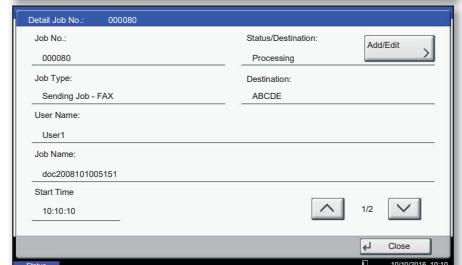 Detail Job No.: 000080
Job No.:
000080
Status/Destination:
Processing
Add/Edit
Job Type:
Sending Job - FAX
Destination:
ABCDE
User Name:
User1
Job Name:
doc2008101005151
Start Time
10:10:10
1/2
Close
Status
10/10/2016 10:10